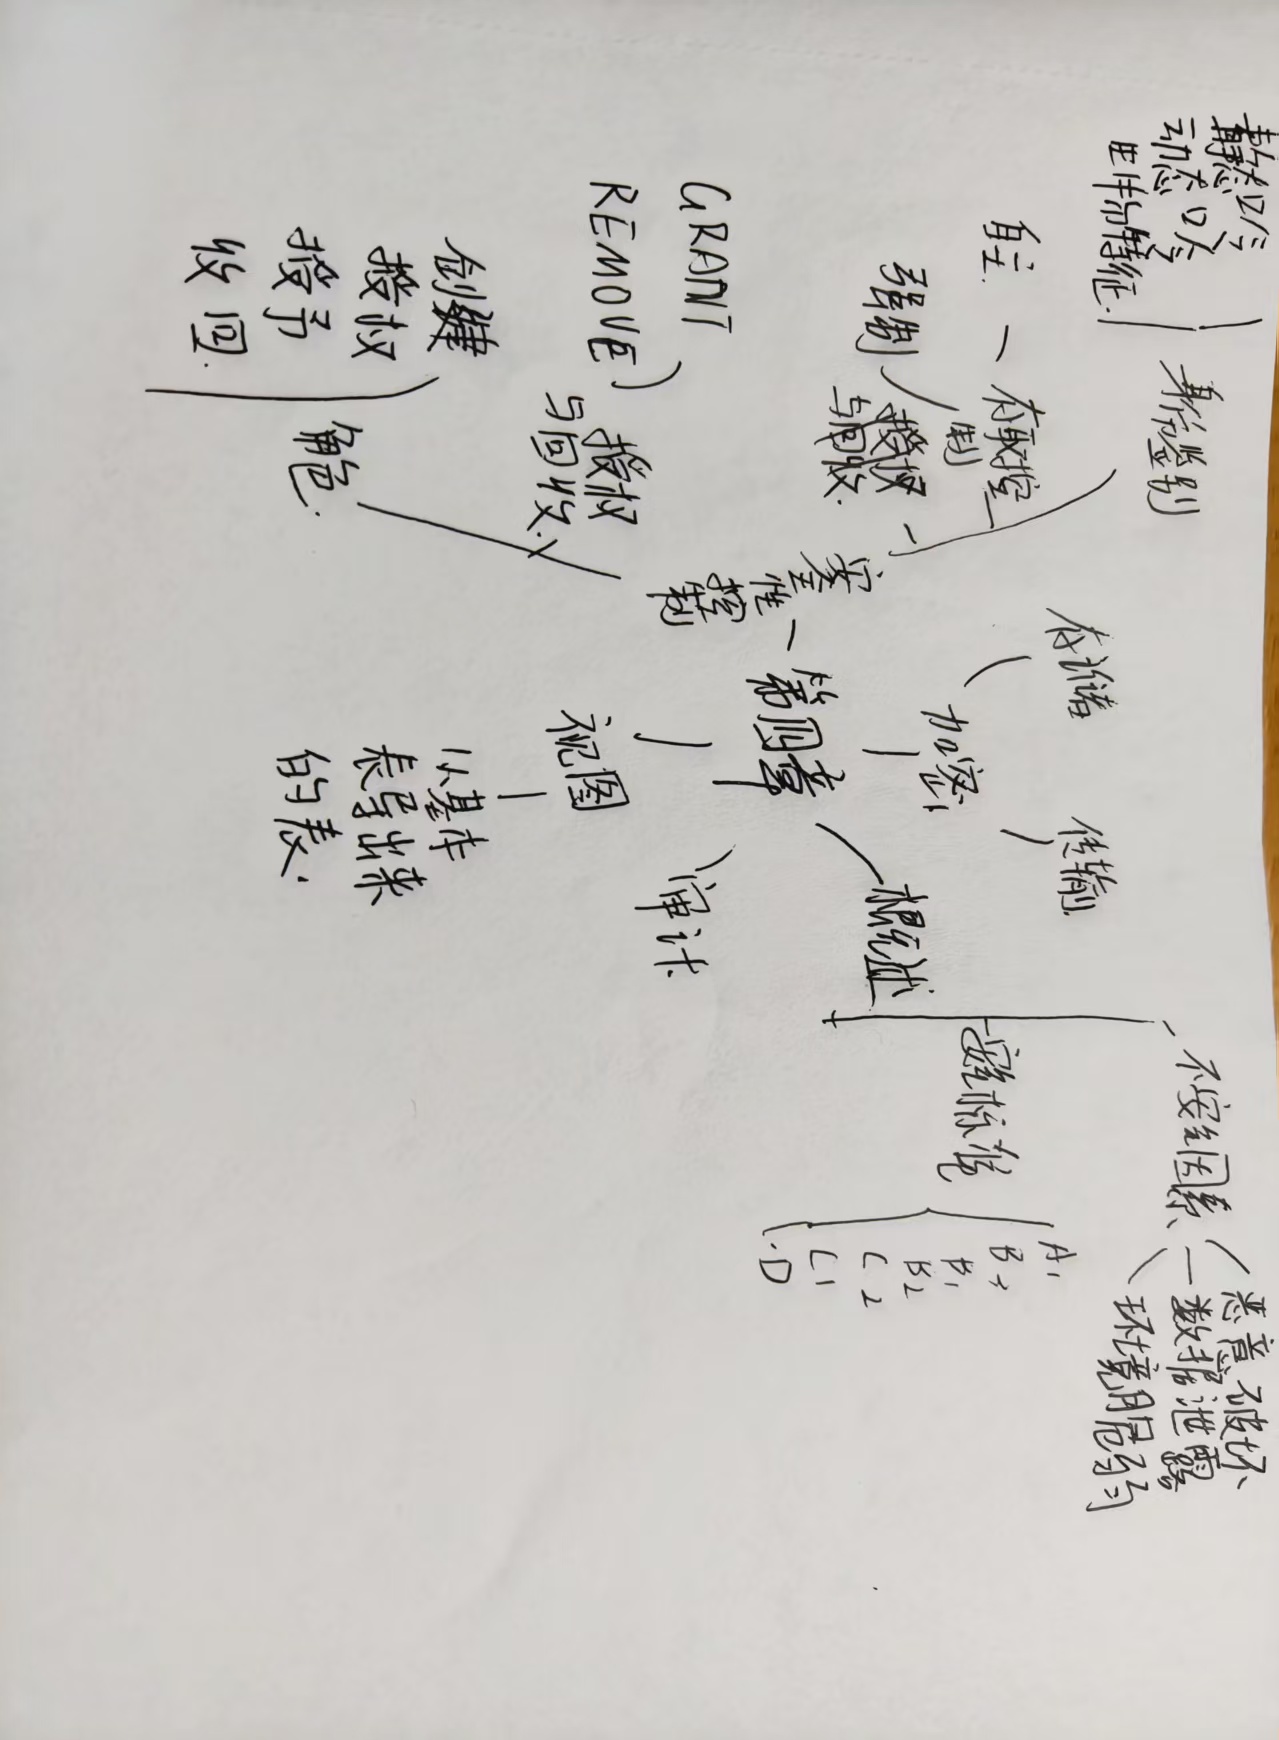 静态口令
动态口令
生物特征.
身份鉴别
自主.
强制
存取控
制
授权
与回收.
GRANT
REMOVE
授权
与回收.
创建
授权
授予
收回.
角色.
安全
性
控
制
第四章
存储
加密
传输
视图
从基本
表导出来
的表.
审计.
概述
不安全因素、
恶意破坏、
数据泄露
环境脆弱
安全标准
A1
B3
B1
B2
C2
C1
.D